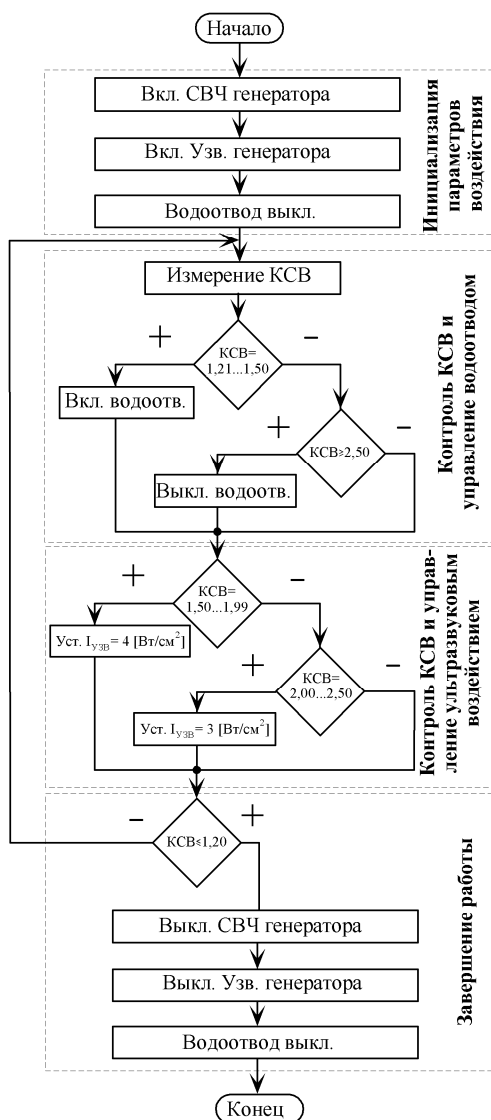 Начало
Вкл. СВЧ генератора
Вкл. Узв. генератора
Водоотвод выкл.
Инициализация
параметров
воздействия
Измерение КСВ
+
−
КСВ=
1,21...1,50
Вкл. водоотв.
+
−
КСВ≥2,50
Выкл. водоотв.
Контроль КСВ и
управление водоотводом
+
−
КСВ=
1,50...1,99
Уст. IУЗВ= 4 [Вт/см²]
+
−
КСВ=
2,00...2,50
Уст. IУЗВ= 3 [Вт/см²]
Контроль КСВ и управ-
ление ультразвуковым
воздействием
−
+
КСВ≤1,20
Выкл. СВЧ генератора
Выкл. Узв. генератора
Водоотвод выкл.
Завершение работы
Конец